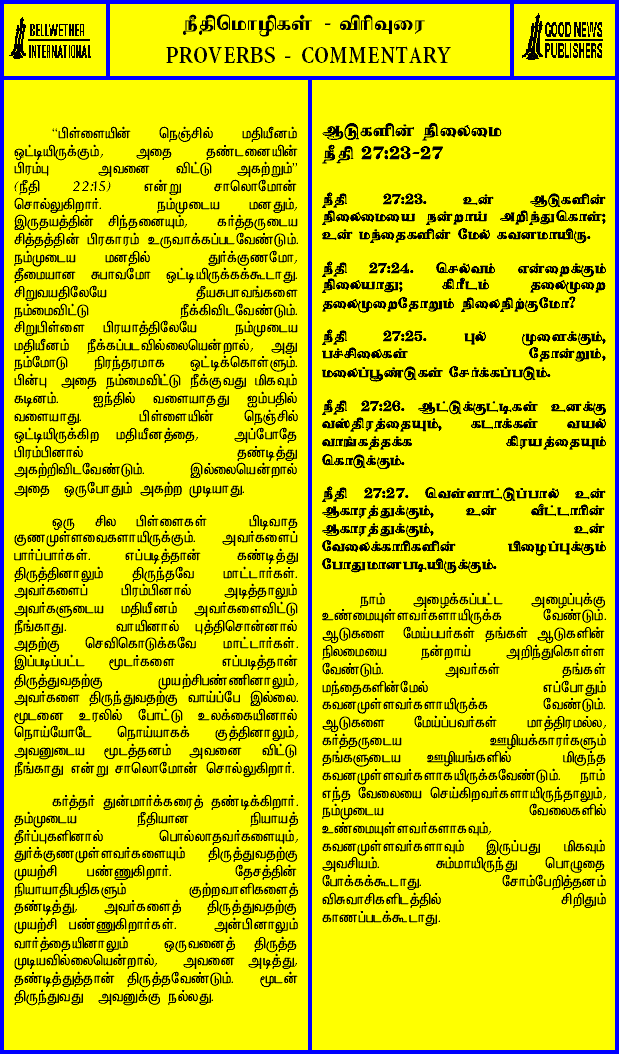 BELLWETHER
INTERNATIONAL
நீதிமொழிகள் - விரிவுரை
PROVERBS - COMMENTARY
GOOD NEWS
PUBLISHERS
"பிள்ளையின் நெஞ்சில் மதியீனம்
ஒட்டியிருக்கும், அதை தண்டனையின்
பிரம்பு அவனை விட்டு அகற்றும்"
(நீதி 22:15) என்று சாலொமோன்
சொல்லுகிறார். நம்முடைய மனதும்,
இருதயத்தின் சிந்தனையும், கர்த்தருடைய
சித்தத்தின் பிரகாரம் உருவாக்கப்படவேண்டும்.
நம்முடைய மனதில் துர்க்குணமோ,
தீமையான சுபாவமோ ஒட்டியிருக்கக்கூடாது.
சிறுவயதிலேயே தீயசுபாவங்களை
நம்மைவிட்டு நீக்கிவிடவேண்டும்.
சிறுபிள்ளை பிரயாத்திலேயே நம்முடைய
மதியீனம் நீக்கப்படவில்லையென்றால், அது
நம்மோடு நிரந்தரமாக ஒட்டிக்கொள்ளும்.
பின்பு அதை நம்மைவிட்டு நீக்குவது மிகவும்
கடினம். ஐந்தில் வளையாதது ஐம்பதில்
வளையாது. பிள்ளையின் நெஞ்சில்
ஒட்டியிருக்கிற மதியீனத்தை, அப்போதே
பிரம்பினால் தண்டித்து
அகற்றிவிடவேண்டும். இல்லையென்றால்
அதை ஒருபோதும் அகற்ற முடியாது.
ஒரு சில பிள்ளைகள் பிடிவாத
குணமுள்ளவைகளாயிருக்கும். அவர்களைப்
பார்ப்பார்கள். எப்படித்தான் கண்டித்து
திருத்தினாலும் திருந்தவே மாட்டார்கள்.
அவர்களைப் பிரம்பினால் அடித்தாலும்
அவர்களுடைய மதியீனம் அவர்களைவிட்டு
நீங்காது. வாயினால் புத்திசொன்னால்
அதற்கு செவிகொடுக்கவே மாட்டார்கள்.
இப்படிப்பட்ட மூடர்களை எப்படித்தான்
திருத்துவதற்கு முயற்சிபண்ணினாலும்,
அவர்களை திருந்துவதற்கு வாய்ப்பே இல்லை.
மூடனை உரலில் போட்டு உலக்கையினால்
நொய்யோடே நொய்யாகக் குத்தினாலும்,
அவனுடைய மூடத்தனம் அவனை விட்டு
நீங்காது என்று சாலொமோன் சொல்லுகிறார்.
கர்த்தர் துன்மார்க்கரைத் தண்டிக்கிறார்.
தம்முடைய நீதியான நியாயத்
தீர்ப்புகளினால் பொல்லாதவர்களையும்,
துர்க்குணமுள்ளவர்களையும் திருத்துவதற்கு
முயற்சி பண்ணுகிறார். தேசத்தின்
நியாயாதிபதிகளும் குற்றவாளிகளைத்
தண்டித்து, அவர்களைத் திருத்துவதற்கு
முயற்சி பண்ணுகிறார்கள். அன்பினாலும்
வார்த்தையினாலும் ஒருவனைத் திருத்த
முடியவில்லையென்றால், அவனை அடித்து,
தண்டித்துத்தான் திருத்தவேண்டும். மூடன்
திருந்துவது அவனுக்கு நல்லது.
ஆடுகளின் நிலைமை
நீதி 27:23-27
நீதி 27:23. உன் ஆடுகளின்
நிலைமையை நன்றாய் அறிந்துகொள்;
உன் மந்தைகளின் மேல் கவனமாயிரு.
நீதி 27:24. செல்வம் என்றைக்கும்
நிலையாது; கிரீடம் தலைமுறை
தலைமுறைதோறும் நிலைநிற்குமோ?
நீதி 27:25. புல் முளைக்கும்,
பச்சிலைகள் தோன்றும்,
மலைப்பூண்டுகள் சேர்க்கப்படும்.
நீதி 27:26. ஆட்டுக்குட்டிகள் உனக்கு
வஸ்திரத்தையும், கடாக்கள் வயல்
வாங்கத்தக்க கிரயத்தையும்
கொடுக்கும்.
நீதி 27:27. வெள்ளாட்டுப்பால் உன்
ஆகாரத்துக்கும், உன் வீட்டாரின்
ஆகாரத்துக்கும், உன்
வேலைக்காரிகளின் பிழைப்புக்கும்
போதுமானபடியிருக்கும்.
நாம் அழைக்கப்பட்ட அழைப்புக்கு
உண்மையுள்ளவர்களாயிருக்க வேண்டும்.
ஆடுகளை மேய்பபர்கள் தங்கள் ஆடுகளின்
நிலமையை நன்றாய் அறிந்துகொள்ள
வேண்டும். அவர்கள் தங்கள்
மந்தைகளின்மேல் எப்போதும்
கவனமுள்ளவர்களாயிருக்க வேண்டும்.
ஆடுகளை மேய்ப்பவர்கள் மாத்திரமல்ல,
கர்த்தருடைய ஊழியக்காரர்களும்
தங்களுடைய ஊழியங்களில் மிகுந்த
கவனமுள்ளவர்களாகயிருக்கவேண்டும். நாம்
எந்த வேலையை செய்கிறவர்களாயிருந்தாலும்,
நம்முடைய வேலைகளில்
உண்மையுள்ளவர்களாகவும்,
கவனமுள்ளவர்களாவும் இருப்பது மிகவும்
அவசியம். சும்மாயிருந்து பொழுதை
போக்கக்கூடாது. சோம்பேறித்தனம்
விசுவாசிகளிடத்தில் சிறிதும்
காணப்படக்கூடாது.